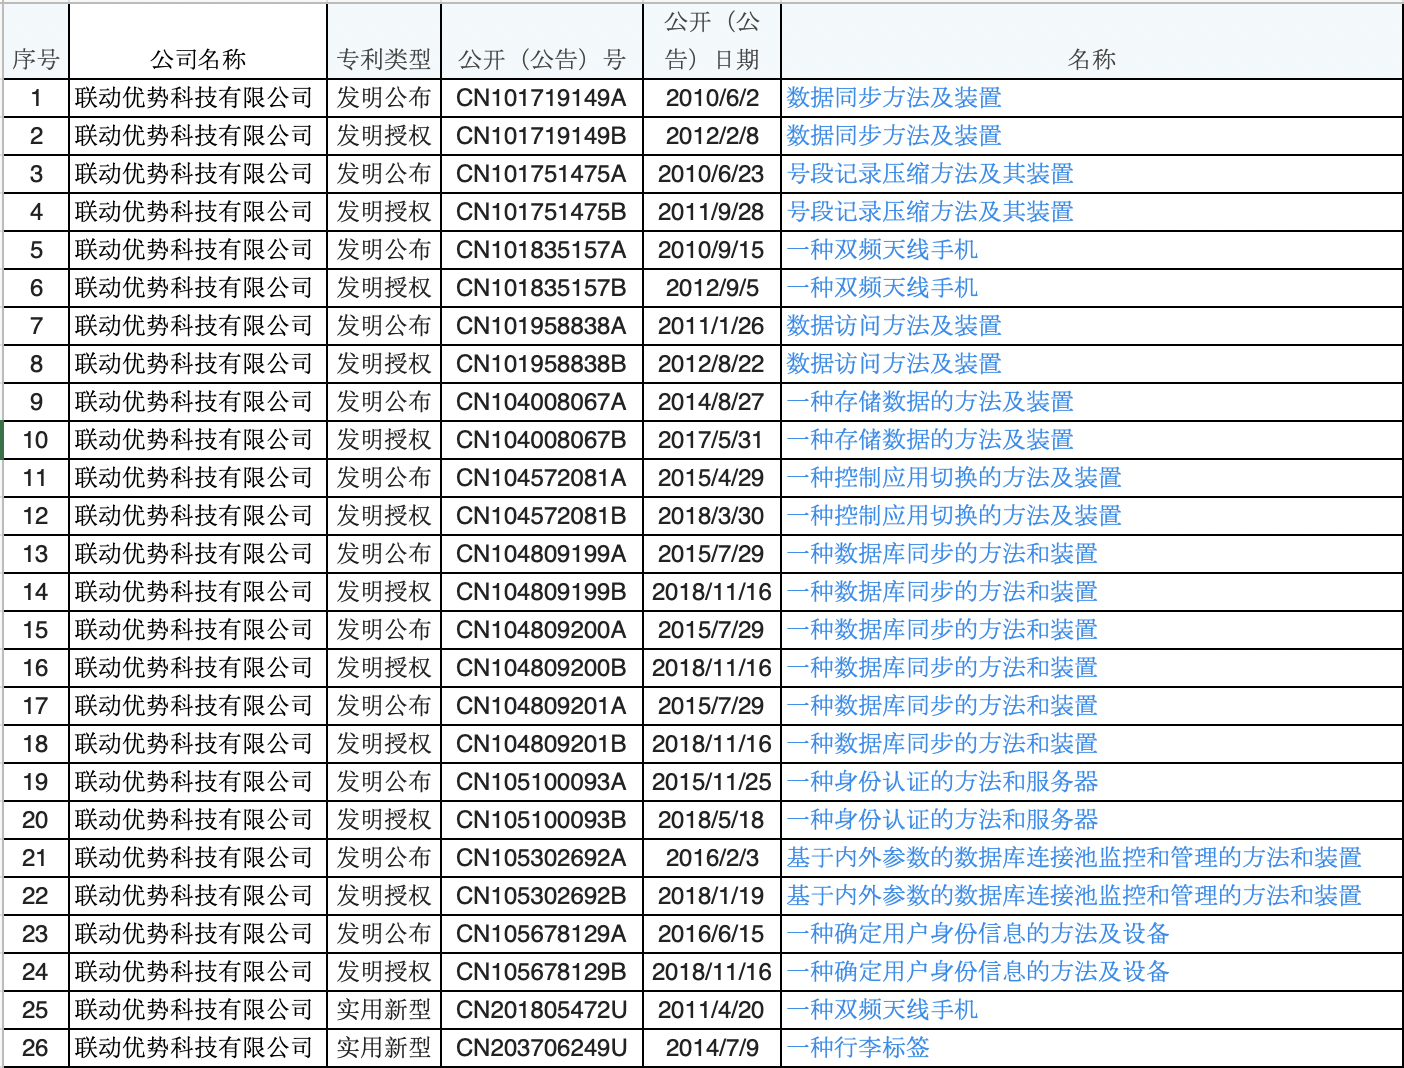 序号 公司名称 专利类型 公开（公告）号 公开（公告）日期 名称
1 联动优势科技有限公司 发明公布 CN101719149A 2010/6/2 数据同步方法及装置
2 联动优势科技有限公司 发明授权 CN101719149B 2012/2/8 数据同步方法及装置
3 联动优势科技有限公司 发明公布 CN101751475A 2010/6/23 号段记录压缩方法及其装置
4 联动优势科技有限公司 发明授权 CN101751475B 2011/9/28 号段记录压缩方法及其装置
5 联动优势科技有限公司 发明公布 CN101835157A 2010/9/15 一种双频天线手机
6 联动优势科技有限公司 发明授权 CN101835157B 2012/9/5 一种双频天线手机
7 联动优势科技有限公司 发明公布 CN101958838A 2011/1/26 数据访问方法及装置
8 联动优势科技有限公司 发明授权 CN101958838B 2012/8/22 数据访问方法及装置
9 联动优势科技有限公司 发明公布 CN104008067A 2014/8/27 一种存储数据的方法及装置
10 联动优势科技有限公司 发明授权 CN104008067B 2017/5/31 一种存储数据的方法及装置
11 联动优势科技有限公司 发明公布 CN104572081A 2015/4/29 一种控制应用切换的方法及装置
12 联动优势科技有限公司 发明授权 CN104572081B 2018/3/30 一种控制应用切换的方法及装置
13 联动优势科技有限公司 发明公布 CN104809199A 2015/7/29 一种数据库同步的方法和装置
14 联动优势科技有限公司 发明授权 CN104809199B 2018/11/16 一种数据库同步的方法和装置
15 联动优势科技有限公司 发明公布 CN104809200A 2015/7/29 一种数据库同步的方法和装置
16 联动优势科技有限公司 发明授权 CN104809200B 2018/11/16 一种数据库同步的方法和装置
17 联动优势科技有限公司 发明公布 CN104809201A 2015/7/29 一种数据库同步的方法和装置
18 联动优势科技有限公司 发明授权 CN104809201B 2018/11/16 一种数据库同步的方法和装置
19 联动优势科技有限公司 发明公布 CN105100093A 2015/11/25 一种身份认证的方法和服务器
20 联动优势科技有限公司 发明授权 CN105100093B 2018/5/18 一种身份认证的方法和服务器
21 联动优势科技有限公司 发明公布 CN105302692A 2016/2/3 基于内外参数的数据库连接池监控和管理的方法和装置
22 联动优势科技有限公司 发明授权 CN105302692B 2018/1/19 基于内外参数的数据库连接池监控和管理的方法和装置
23 联动优势科技有限公司 发明公布 CN105678129A 2016/6/15 一种确定用户身份信息的方法及设备
24 联动优势科技有限公司 发明授权 CN105678129B 2018/11/16 一种确定用户身份信息的方法及设备
25 联动优势科技有限公司 实用新型 CN201805472U 2011/4/20 一种双频天线手机
26 联动优势科技有限公司 实用新型 CN203706249U 2014/7/9 一种行李标签